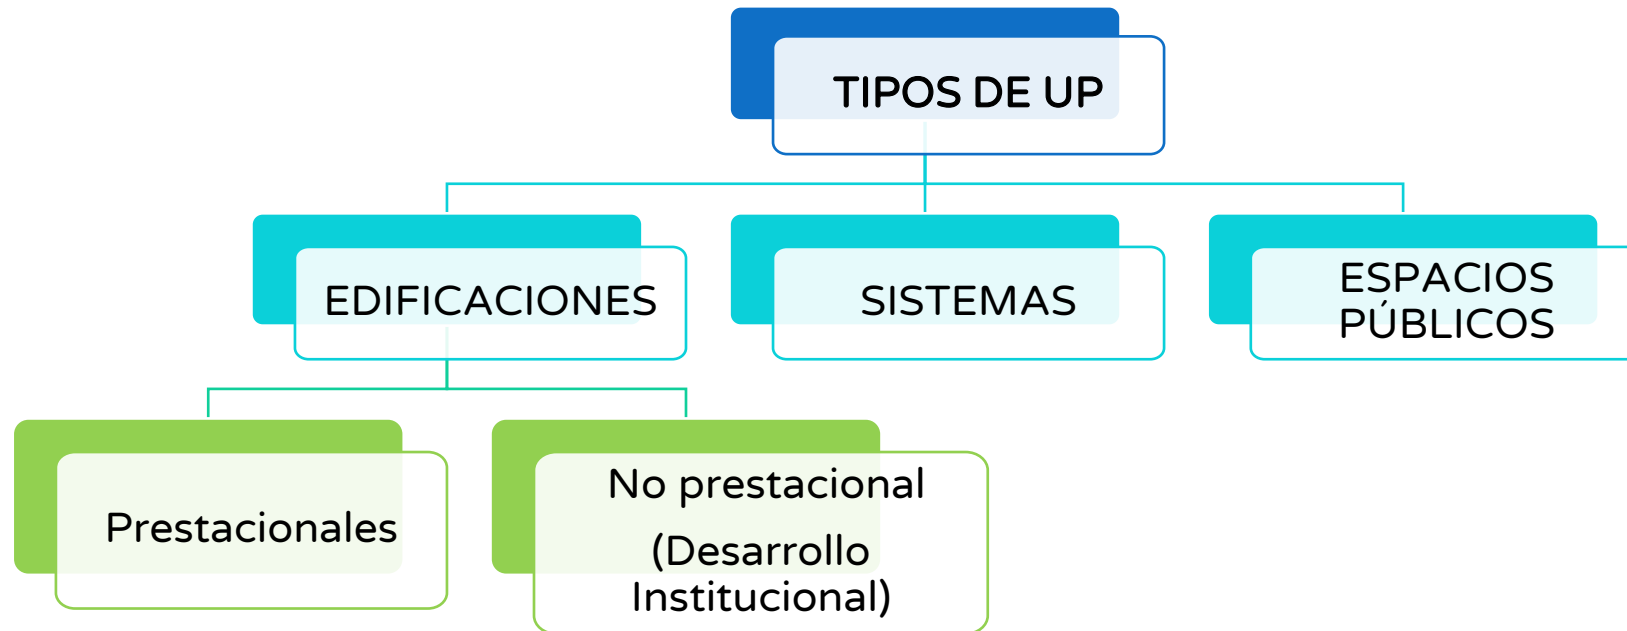 TIPOS DE UP
EDIFICACIONES
SISTEMAS
ESPACIOS
PÚBLICOS
Prestacionales
No prestacional
(Desarrollo
Institucional)